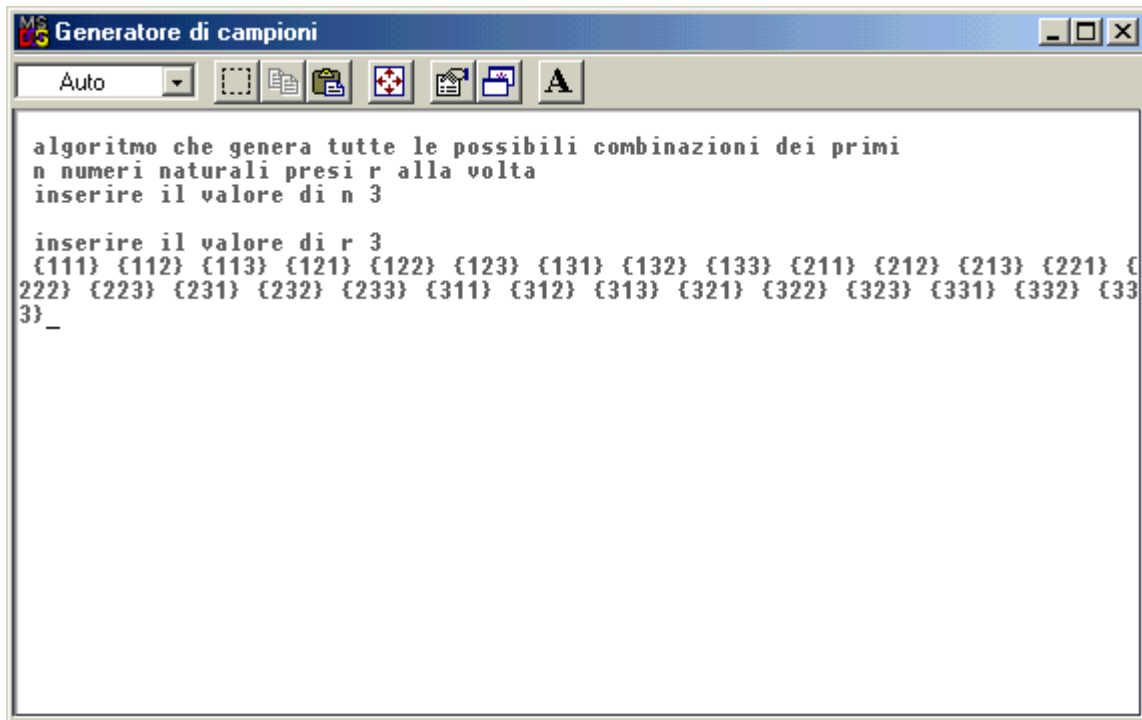 Generatore di campioni
Auto
A
algoritmo che genera tutte le possibili combinazioni dei primi
n numeri naturali presi r alla volta
inserire il valore di n 3
inserire il valore di r 3
{111} {112} {113} {121} {122} {123} {131} {132} {133} {211} {212} {213} {221} {
222} {223} {231} {232} {233} {311} {312} {313} {321} {322} {323} {331} {332} {33
3}_